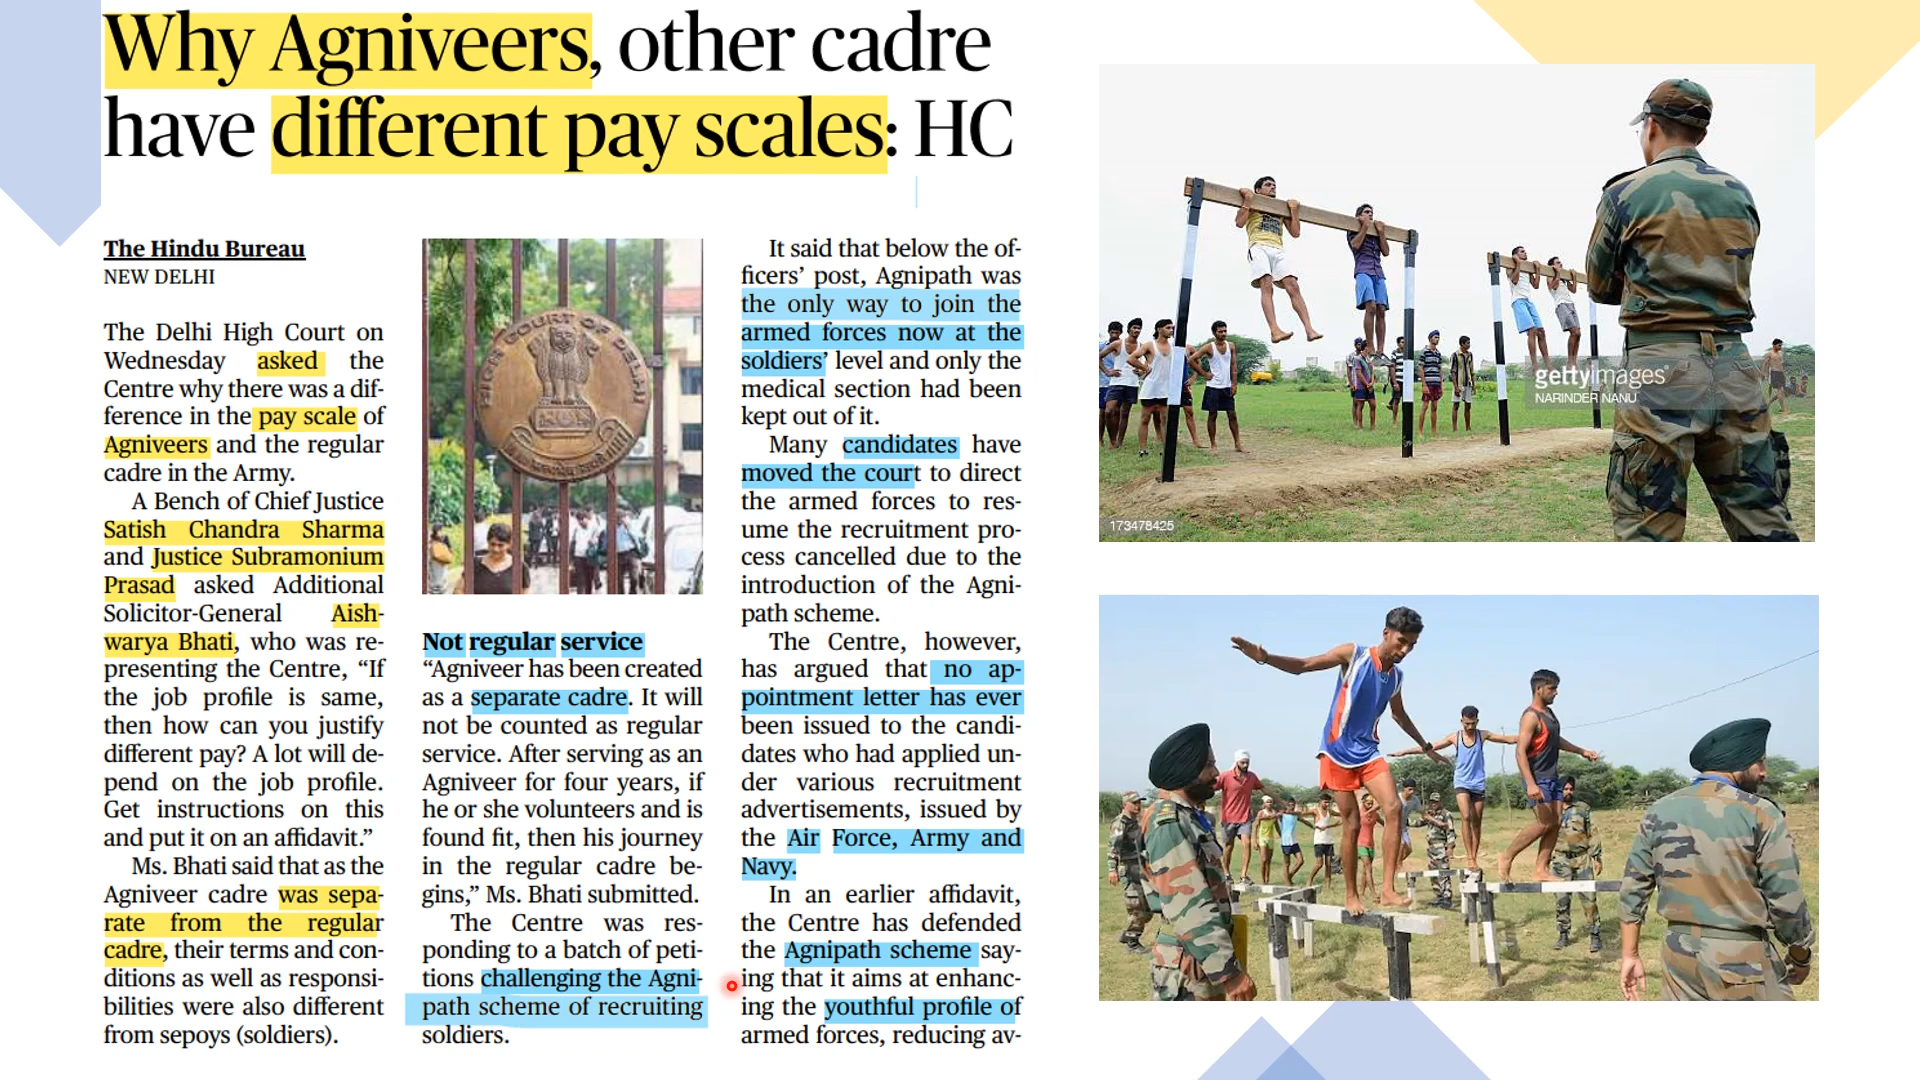 Why Agniveers, other cadre
have different pay scales: HC
The Hindu Bureau
NEW DELHI
The Delhi High Court on
Wednesday asked the
Centre why there was a dif-
ference in the pay scale of
Agniveers and the regular
cadre in the Army.
A Bench of Chief Justice
Satish Chandra Sharma
and Justice Subramonium
Prasad asked Additional
Solicitor-General Aish-
warya Bhati, who was re-
presenting the Centre, “If
the job profile is same,
then how can you justify
different pay? A lot will de-
pend on the job profile.
Get instructions on this
and put it on an affidavit.”
Ms. Bhati said that as the
Agniveer cadre was sepa-
rate from the regular
cadre, their terms and con-
ditions as well as responsi-
bilities were also different
from sepoys (soldiers).
HIGH COURT OF DELHI
Not regular service
“Agniveer has been created
as a separate cadre. It will
not be counted as regular
service. After serving as an
Agniveer for four years, if
he or she volunteers and is
found fit, then his journey
in the regular cadre be-
gins,” Ms. Bhati submitted.
The Centre was res-
ponding to a batch of peti-
tions challenging the Agni-
path scheme of recruiting
soldiers.
It said that below the of-
ficers’ post, Agnipath was
the only way to join the
armed forces now at the
soldiers’ level and only the
medical section had been
kept out of it.
Many candidates have
moved the court to direct
the armed forces to res-
ume the recruitment pro-
cess cancelled due to the
introduction of the Agni-
path scheme.
The Centre, however,
has argued that no ap-
pointment letter has ever
been issued to the candi-
dates who had applied un-
der various recruitment
advertisements, issued by
the Air Force, Army and
Navy.
In an earlier affidavit,
the Centre has defended
the Agnipath scheme say-
ing that it aims at enhanc-
ing the youthful profile of
armed forces, reducing av-
gettyimages
NARINDER NANU
173478425